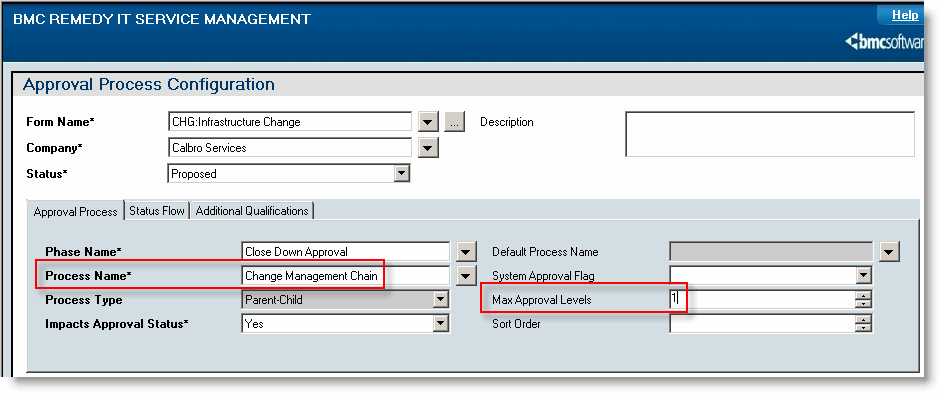 BMC REMEDY IT SERVICE MANAGEMENT
Help
bmcsoftwar
Approval Process Configuration
Form Name* CHG:Infrastructure Change ... Description
Company* Calbro Services
Status* Proposed
Approval Process Status Flow Additional Qualifications
Phase Name* Close Down Approval Default Process Name
Process Name* Change Management Chain System Approval Flag
Process Type Parent-Child Max Approval Levels 1
Impacts Approval Status* Yes Sort Order